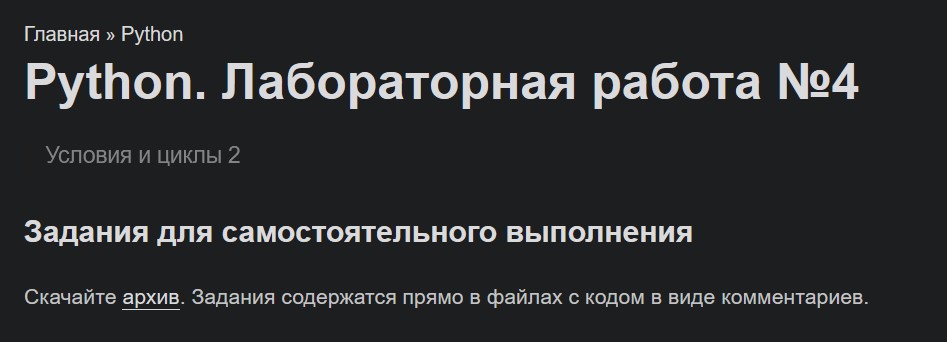 Главная » Python
Python. Лабораторная работа №4
Условия и циклы 2
Задания для самостоятельного выполнения
Скачайте архив. Задания содержатся прямо в файлах с кодом в виде комментариев.